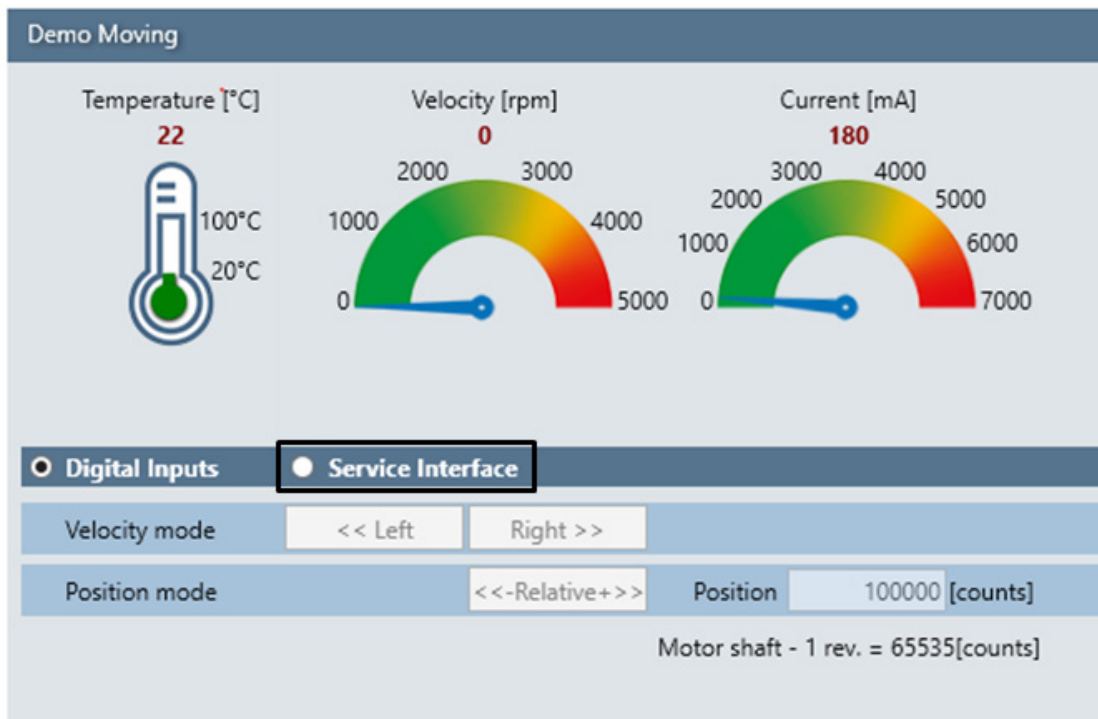 Demo Moving
Temperature [°C]
22
100°C
20°C
Velocity [rpm]
0
0
1000
2000
3000
4000
5000
Current [mA]
180
0
1000
2000
3000
4000
5000
6000
7000
Digital Inputs
Service Interface
Velocity mode
<< Left
Right >>
Position mode
<<-Relative+>>
Position
100000 [counts]
Motor shaft - 1 rev. = 65535[counts]